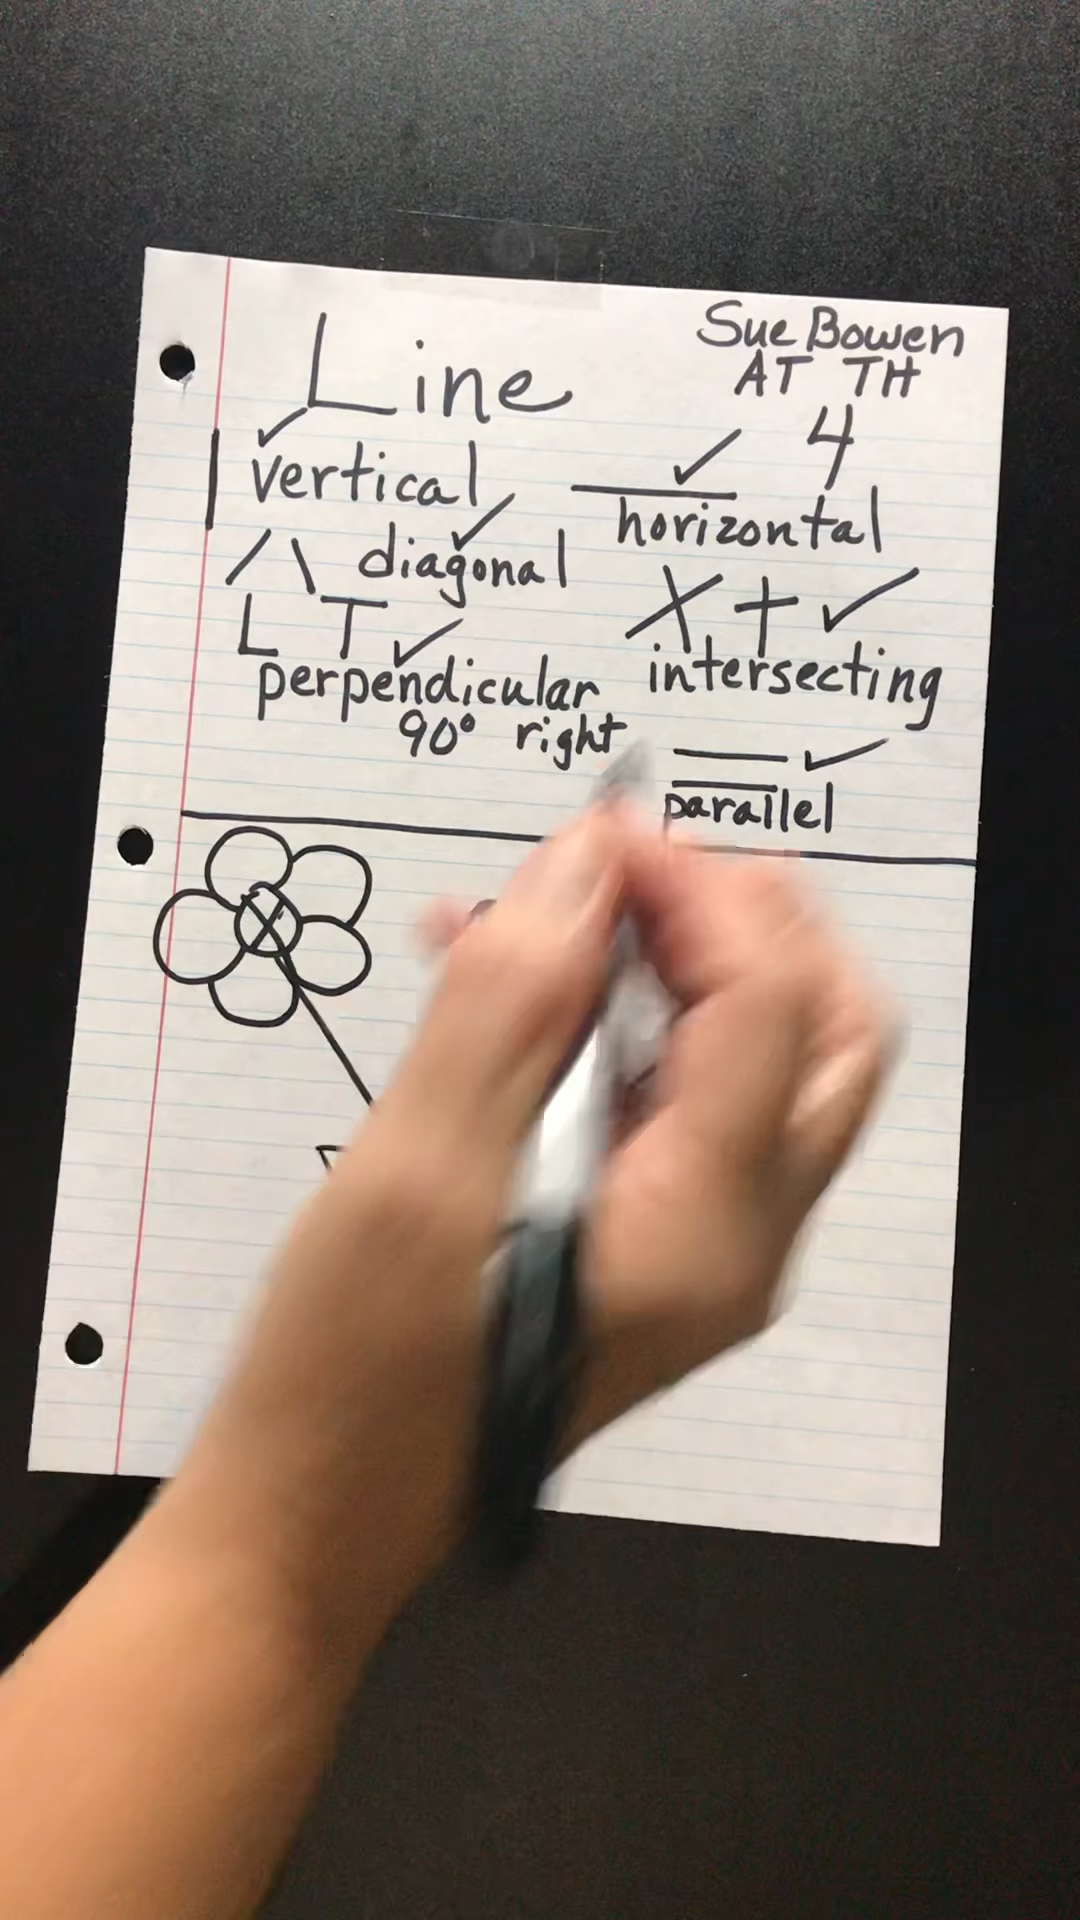 Line
Sue Bowen
AT TH
4
vertical
horizontal
diagonal
intersecting
perpendicular
90° right
parallel